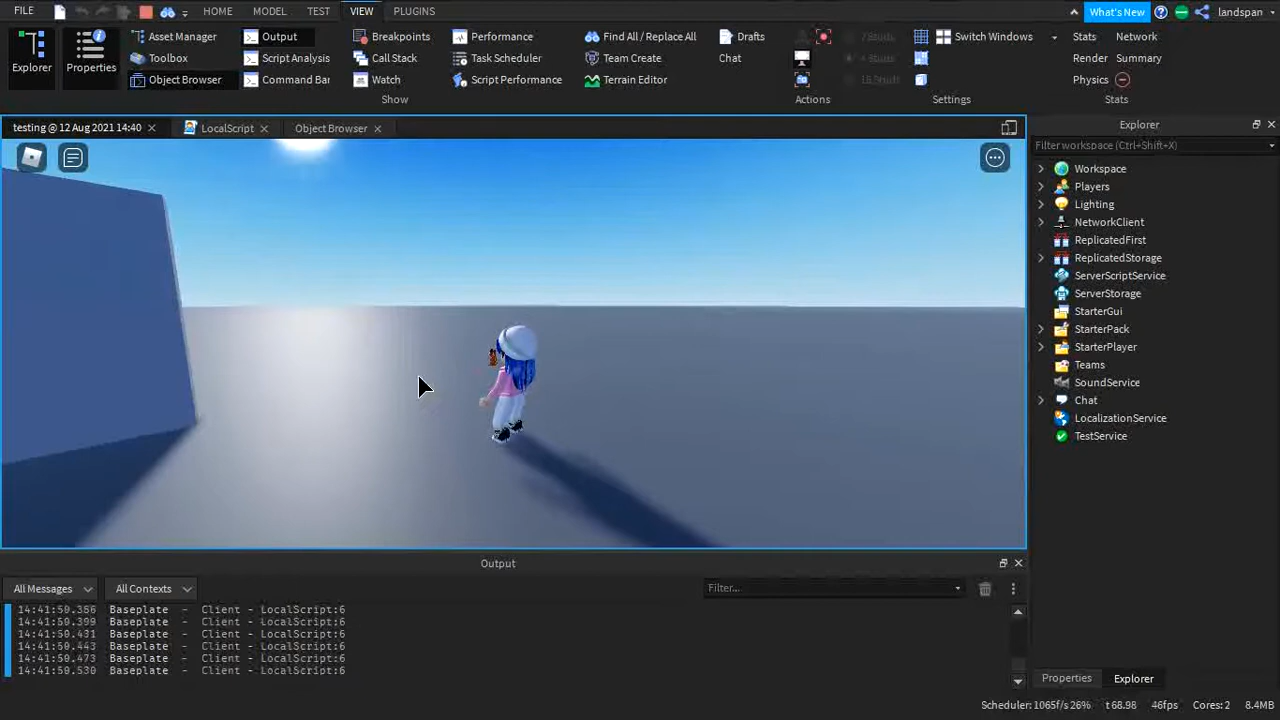 FILE HOME MODEL TEST VIEW PLUGINS What's New landspan
Explorer
Properties
Asset Manager
Toolbox
Object Browser
Output
Script Analysis
Command Bar
Breakpoints
Call Stack
Watch
Performance
Task Scheduler
Script Performance
Find All / Replace All
Team Create
Terrain Editor
Drafts
Chat
Show
Actions
Switch Windows
Settings
Stats Network
Render Summary
Physics
Stats
testing @ 12 Aug 2021 14:40 LocalScript Object Browser
Explorer
Filter workspace (Ctrl+Shift+X)
Workspace
Players
Lighting
NetworkClient
ReplicatedFirst
ReplicatedStorage
ServerScriptService
ServerStorage
StarterGui
StarterPack
StarterPlayer
Teams
SoundService
Chat
LocalizationService
TestService
Output
All Messages All Contexts Filter...
14:41:50.386 Baseplate - Client - LocalScript:6
14:41:50.399 Baseplate - Client - LocalScript:6
14:41:50.431 Baseplate - Client - LocalScript:6
14:41:50.443 Baseplate - Client - LocalScript:6
14:41:50.473 Baseplate - Client - LocalScript:6
14:41:50.530 Baseplate - Client - LocalScript:6
Properties Explorer
Scheduler: 1065f/s 26% t 68.98 46fps Cores: 2 8.4MB